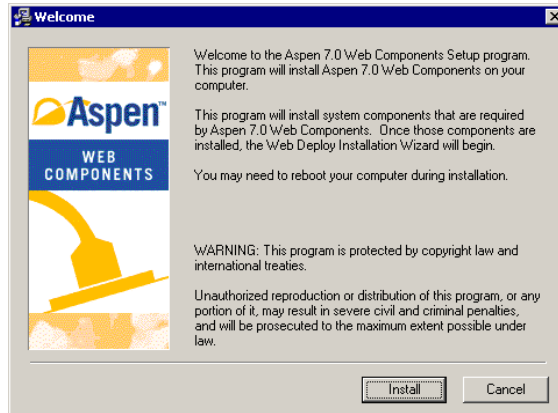 Welcome
Welcome to the Aspen 7.0 Web Components Setup program.
This program will install Aspen 7.0 Web Components on your
computer.
This program will install system components that are required
by Aspen 7.0 Web Components. Once those components are
installed, the Web Deploy Installation Wizard will begin.
You may need to reboot your computer during installation.
Aspen™
WEB
COMPONENTS
WARNING: This program is protected by copyright law and
international treaties.
Unauthorized reproduction or distribution of this program, or any
portion of it, may result in severe civil and criminal penalties,
and will be prosecuted to the maximum extent possible under
law.
Install
Cancel